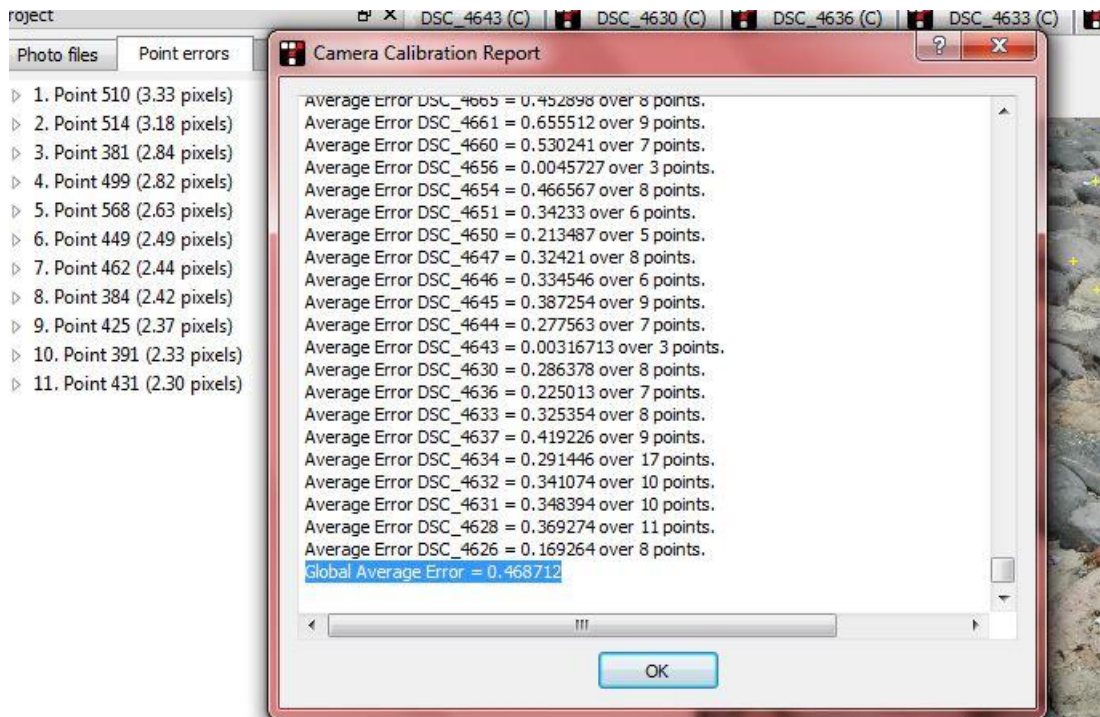 roject
DSC_4643 (C) DSC_4630 (C) DSC_4636 (C) DSC_4633 (C)
Photo files Point errors
1. Point 510 (3.33 pixels)
2. Point 514 (3.18 pixels)
3. Point 381 (2.84 pixels)
4. Point 499 (2.82 pixels)
5. Point 568 (2.63 pixels)
6. Point 449 (2.49 pixels)
7. Point 462 (2.44 pixels)
8. Point 384 (2.42 pixels)
9. Point 425 (2.37 pixels)
10. Point 391 (2.33 pixels)
11. Point 431 (2.30 pixels)
Camera Calibration Report
Average Error DSC_4665 = 0.452898 over 8 points.
Average Error DSC_4661 = 0.655512 over 9 points.
Average Error DSC_4660 = 0.530241 over 7 points.
Average Error DSC_4656 = 0.0045727 over 3 points.
Average Error DSC_4654 = 0.466567 over 8 points.
Average Error DSC_4651 = 0.34233 over 6 points.
Average Error DSC_4650 = 0.213487 over 5 points.
Average Error DSC_4647 = 0.32421 over 8 points.
Average Error DSC_4646 = 0.334546 over 6 points.
Average Error DSC_4645 = 0.387254 over 9 points.
Average Error DSC_4644 = 0.277563 over 7 points.
Average Error DSC_4643 = 0.00316713 over 3 points.
Average Error DSC_4630 = 0.286378 over 8 points.
Average Error DSC_4636 = 0.225013 over 7 points.
Average Error DSC_4633 = 0.325354 over 8 points.
Average Error DSC_4637 = 0.419226 over 9 points.
Average Error DSC_4634 = 0.291446 over 17 points.
Average Error DSC_4632 = 0.341074 over 10 points.
Average Error DSC_4631 = 0.348394 over 10 points.
Average Error DSC_4628 = 0.369274 over 11 points.
Average Error DSC_4626 = 0.169264 over 8 points.
Global Average Error = 0.468712
OK